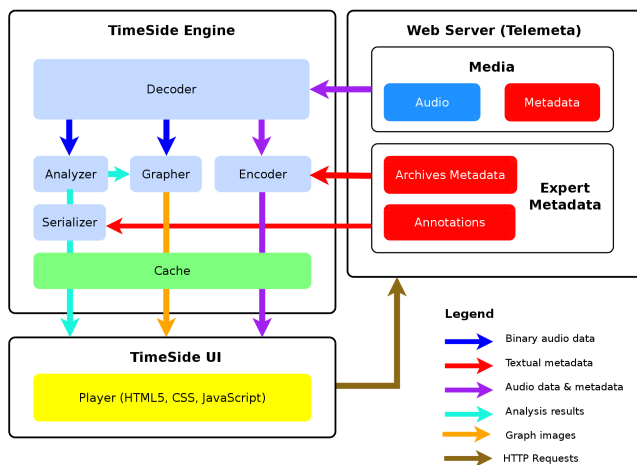 TimeSide Engine
Decoder
Analyzer
Grapher
Encoder
Serializer
Cache
Web Server (Telemeta)
Media
Audio
Metadata
Archives Metadata
Annotations
Expert
Metadata
TimeSide UI
Player (HTML5, CSS, JavaScript)
Legend
Binary audio data
Textual metadata
Audio data & metadata
Analysis results
Graph images
HTTP Requests